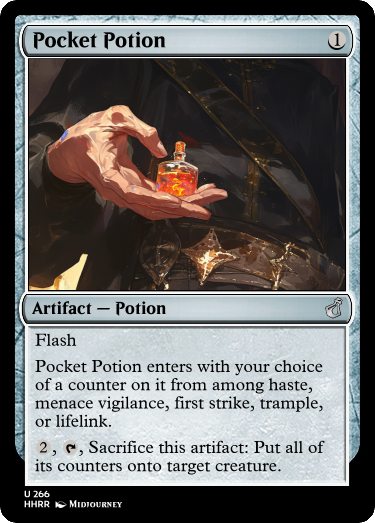 Pocket Potion 1
Artifact — Potion
Flash
Pocket Potion enters with your choice
of a counter on it from among haste,
menace vigilance, first strike, trample,
or lifelink.
2, , Sacrifice this artifact: Put all of
its counters onto target creature.
U 266
HHRR MIDJOURNEY